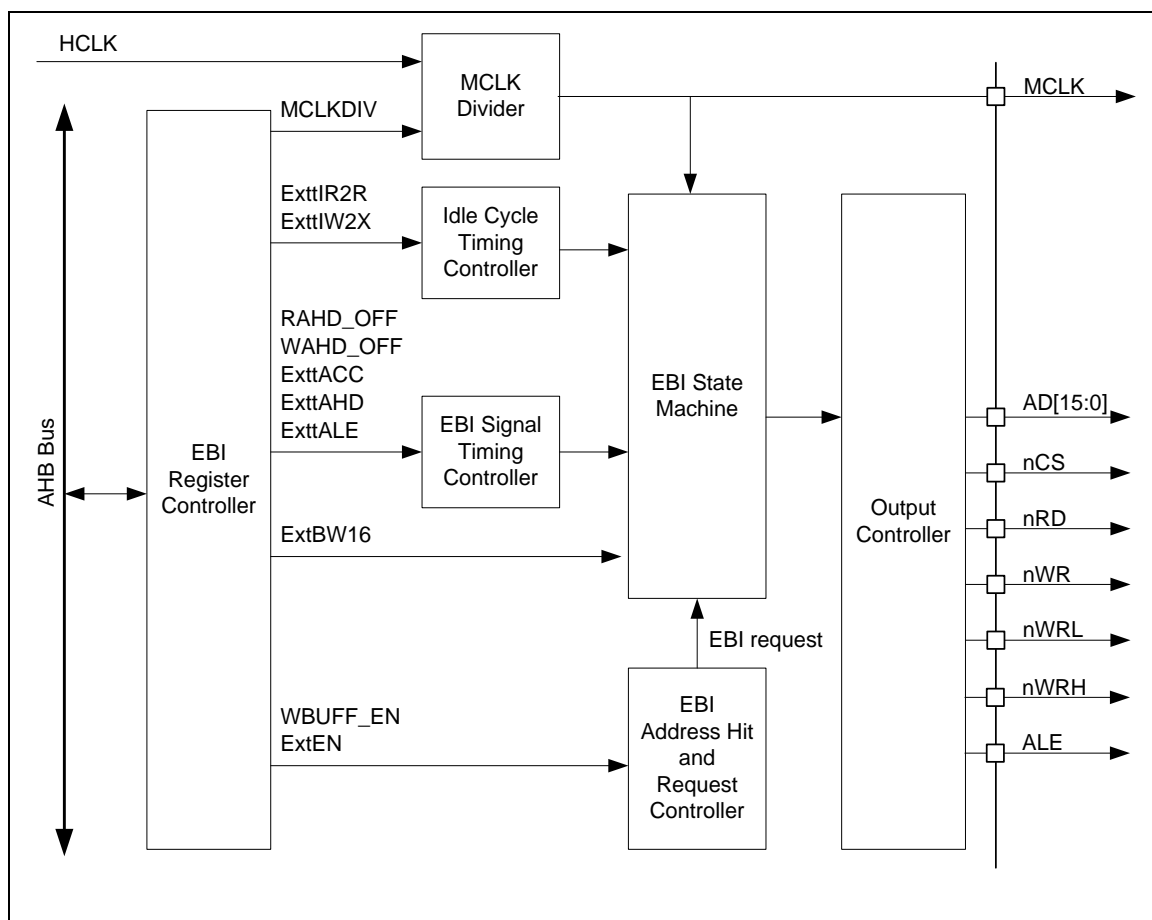 HCLK
MCLK
Divider
MCLK
MCLKDIV
ExttIR2R
ExttIW2X
Idle Cycle
Timing
Controller
RAHD_OFF
WAHD_OFF
ExttACC
ExttAHD
ExttALE
EBI Signal
Timing
Controller
EBI State
Machine
AD[15:0]
nCS
nRD
nWR
nWRL
nWRH
ALE
AHB Bus
EBI
Register
Controller
Output
Controller
ExtBW16
EBI request
WBUFF_EN
ExtEN
EBI
Address Hit
and
Request
Controller